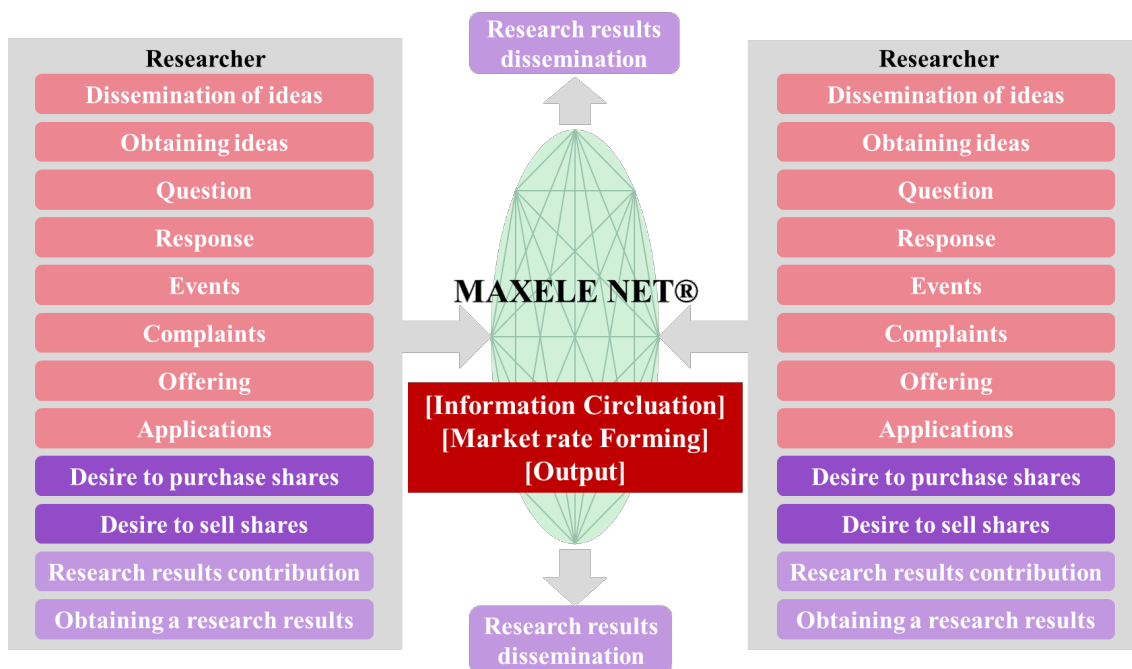 Research results
dissemination
Researcher
Dissemination of ideas
Obtaining ideas
Question
Response
Events
Complaints
Offering
Applications
Desire to purchase shares
Desire to sell shares
Research results contribution
Obtaining a research results
MAXELE NET®
[Information Circluation]
[Market rate Forming]
[Output]
Researcher
Dissemination of ideas
Obtaining ideas
Question
Response
Events
Complaints
Offering
Applications
Desire to purchase shares
Desire to sell shares
Research results contribution
Obtaining a research results
Research results
dissemination